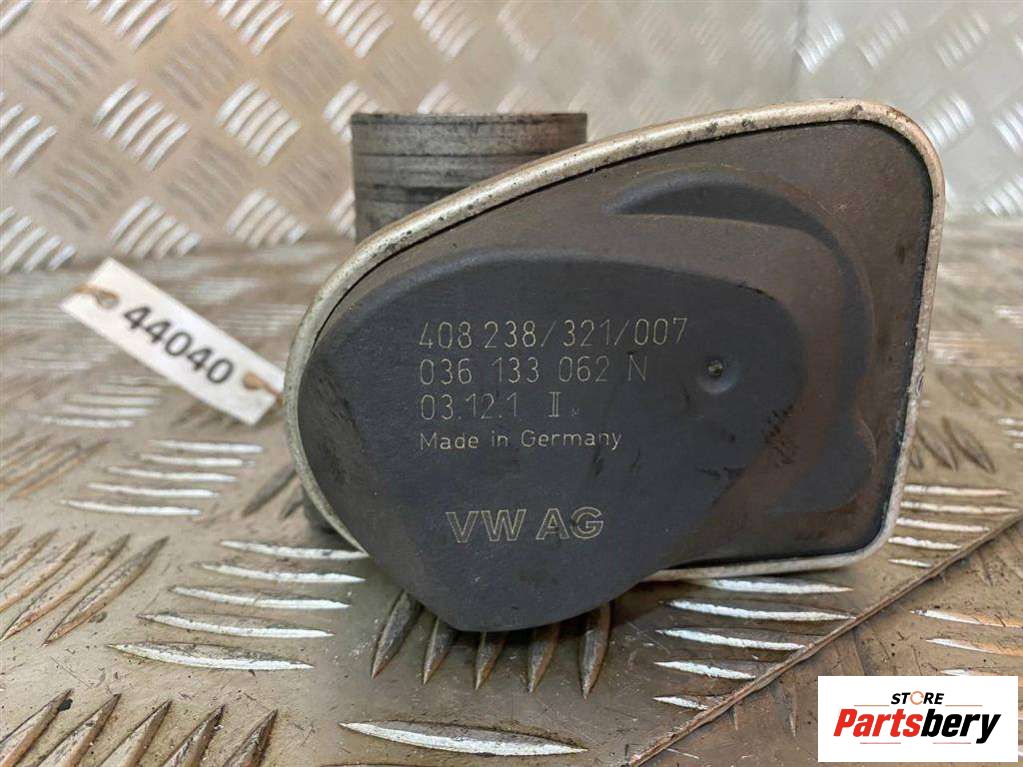 44040
408 238/321/007
036 133 062 N
03.12.1 II
Made in Germany
VW AG
STORE
Partsbery